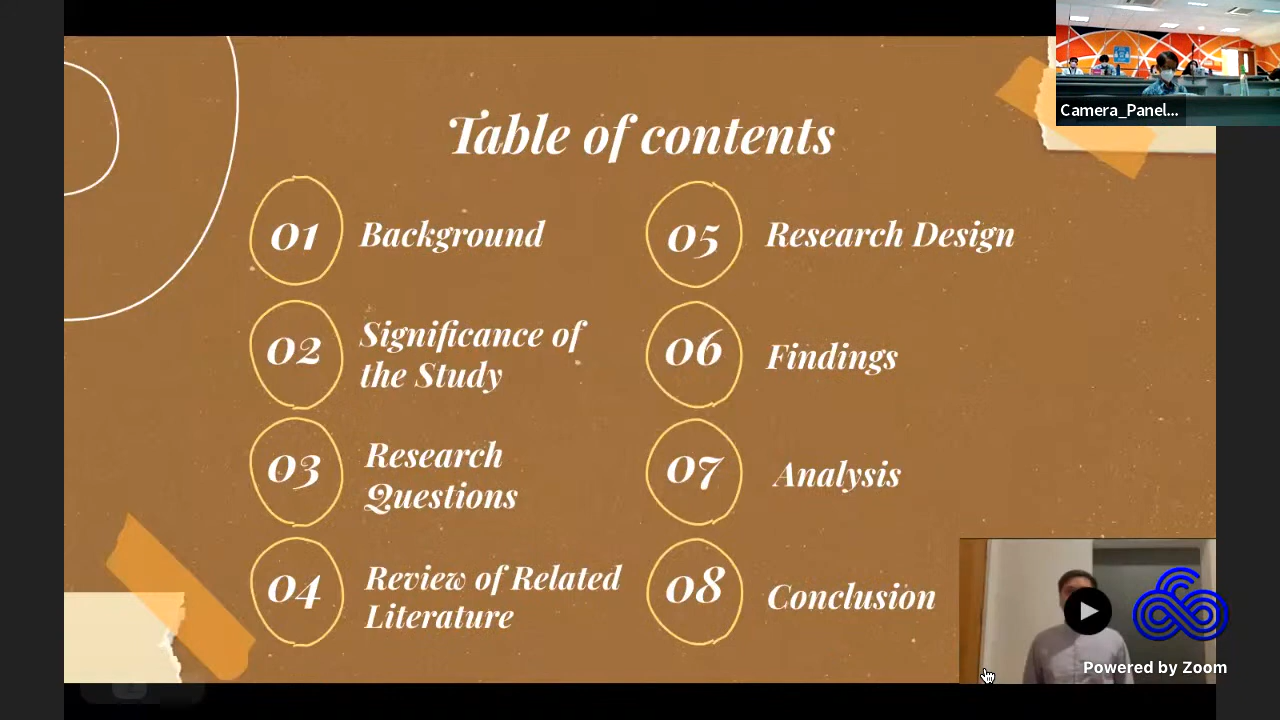 Camera_Panel...
Table of contents
01 Background
02 Significance of
the Study
03 Research
Questions
04 Review of Related
Literature
05 Research Design
06 Findings
07 Analysis
08 Conclusion
Powered by Zoom